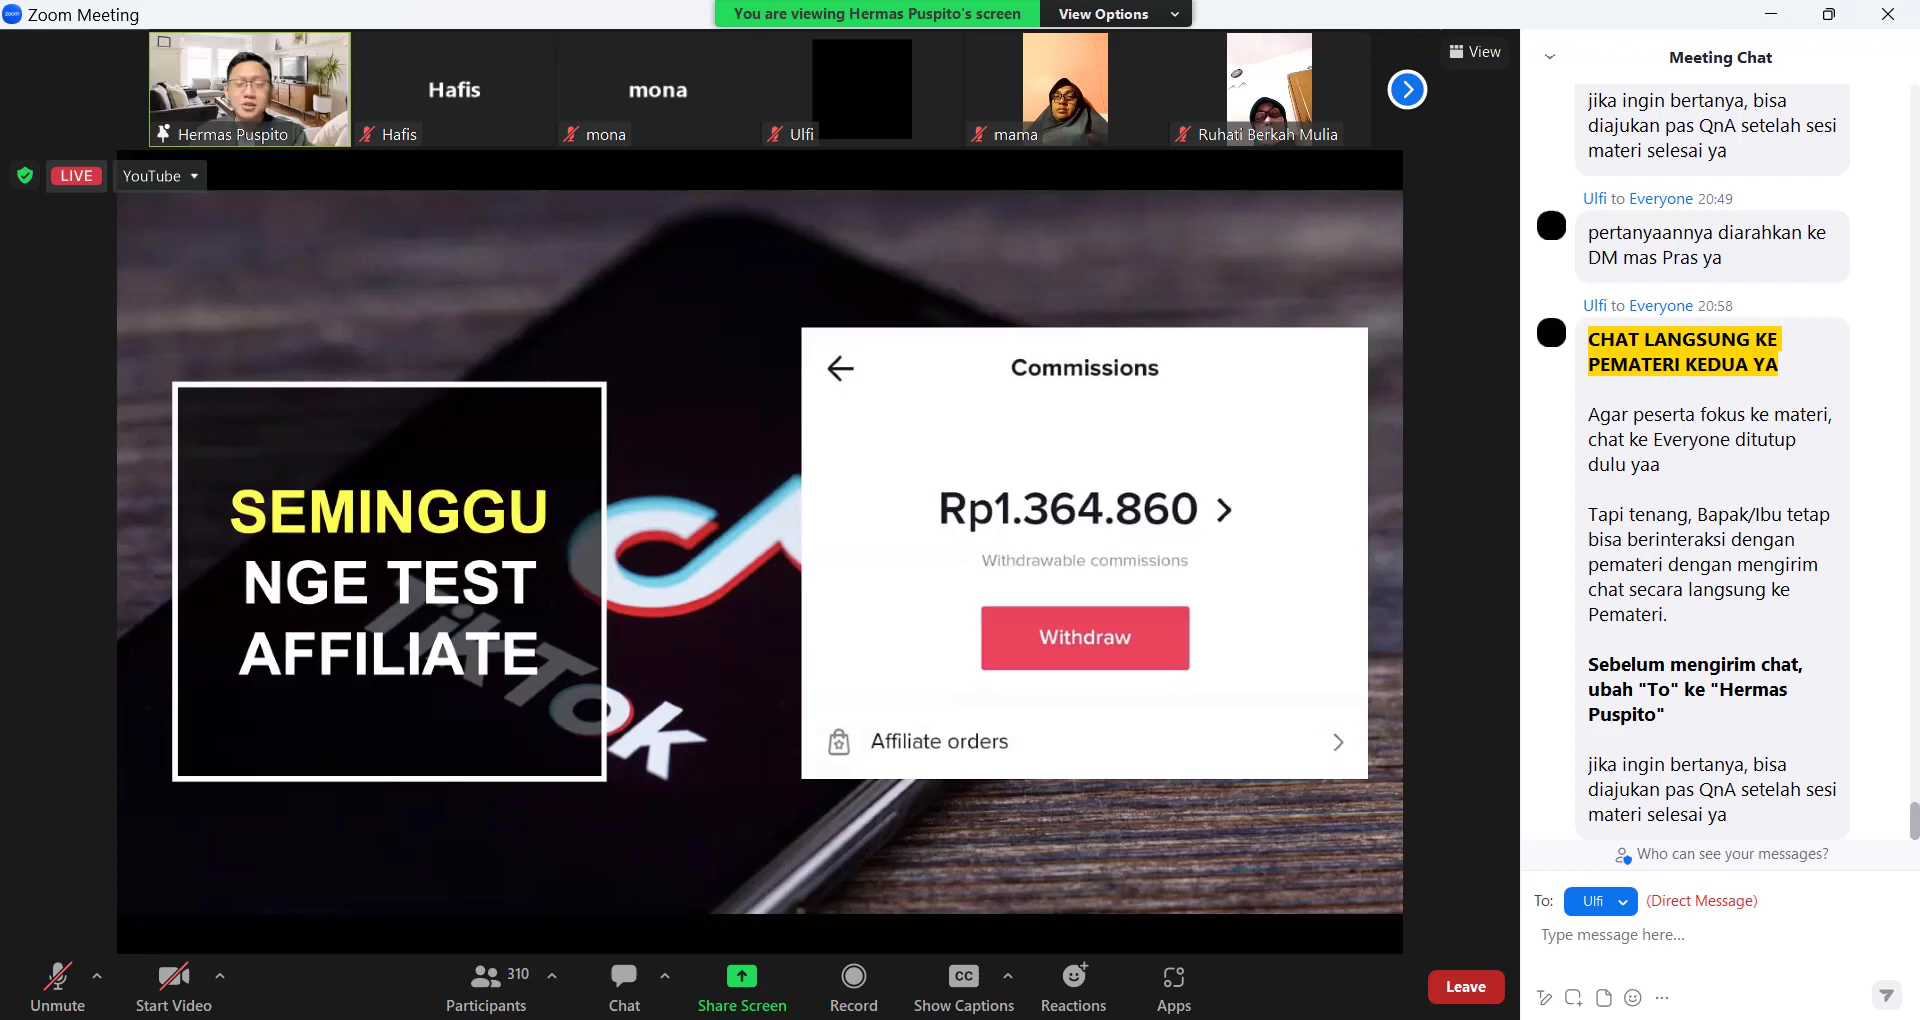 Zoom Meeting
You are viewing Hermas Puspito's screen
View Options
Hermas Puspito
Hafis
Hafis
mona
mona
Ulfi
mama
Ruhati Berkah Mulia
View
LIVE
YouTube
SEMINGGU
NGE TEST
AFFILIATE
TikTok
Commissions
Rp1.364.860
Withdrawable commissions
Withdraw
Affiliate orders
Meeting Chat
jika ingin bertanya, bisa
diajukan pas QnA setelah sesi
materi selesai ya
Ulfi to Everyone 20:49
pertanyaannya diarahkan ke
DM mas Pras ya
Ulfi to Everyone 20:58
CHAT LANGSUNG KE
PEMATERI KEDUA YA
Agar peserta fokus ke materi,
chat ke Everyone ditutup
dulu yaa
Tapi tenang, Bapak/Ibu tetap
bisa berinteraksi dengan
pemateri dengan mengirim
chat secara langsung ke
Pemateri.
Sebelum mengirim chat,
ubah "To" ke "Hermas
Puspito"
jika ingin bertanya, bisa
diajukan pas QnA setelah sesi
materi selesai ya
Who can see your messages?
To: Ulfi (Direct Message)
Type message here...
Unmute
Start Video
310
Participants
Chat
Share Screen
Record
CC
Show Captions
Reactions
Apps
Leave